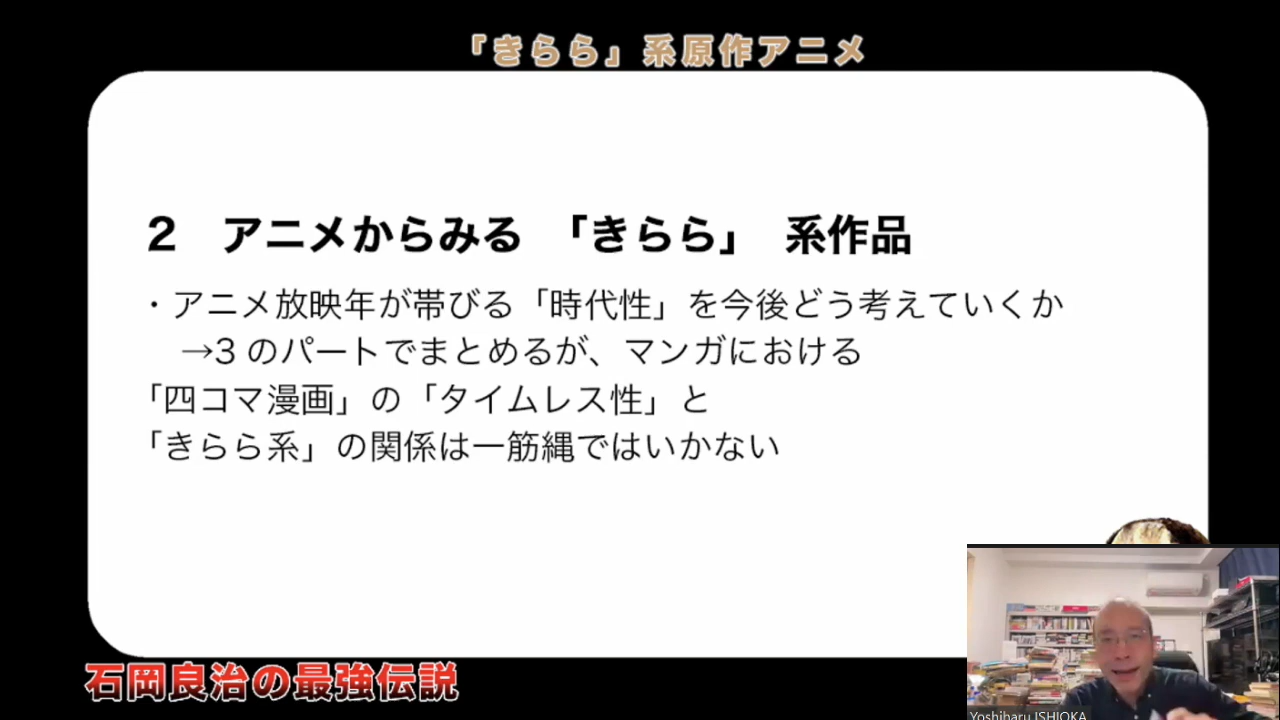 「きらら」系原作アニメ
2 アニメからみる 「きらら」 系作品
・アニメ放映年が帯びる「時代性」を今後どう考えていくか
→3 のパートでまとめるが、マンガにおける
「四コマ漫画」の「タイムレス性」と
「きらら系」の関係は一筋縄ではいかない
石岡良治の最強伝説
Yoshiharu ISHIOKA